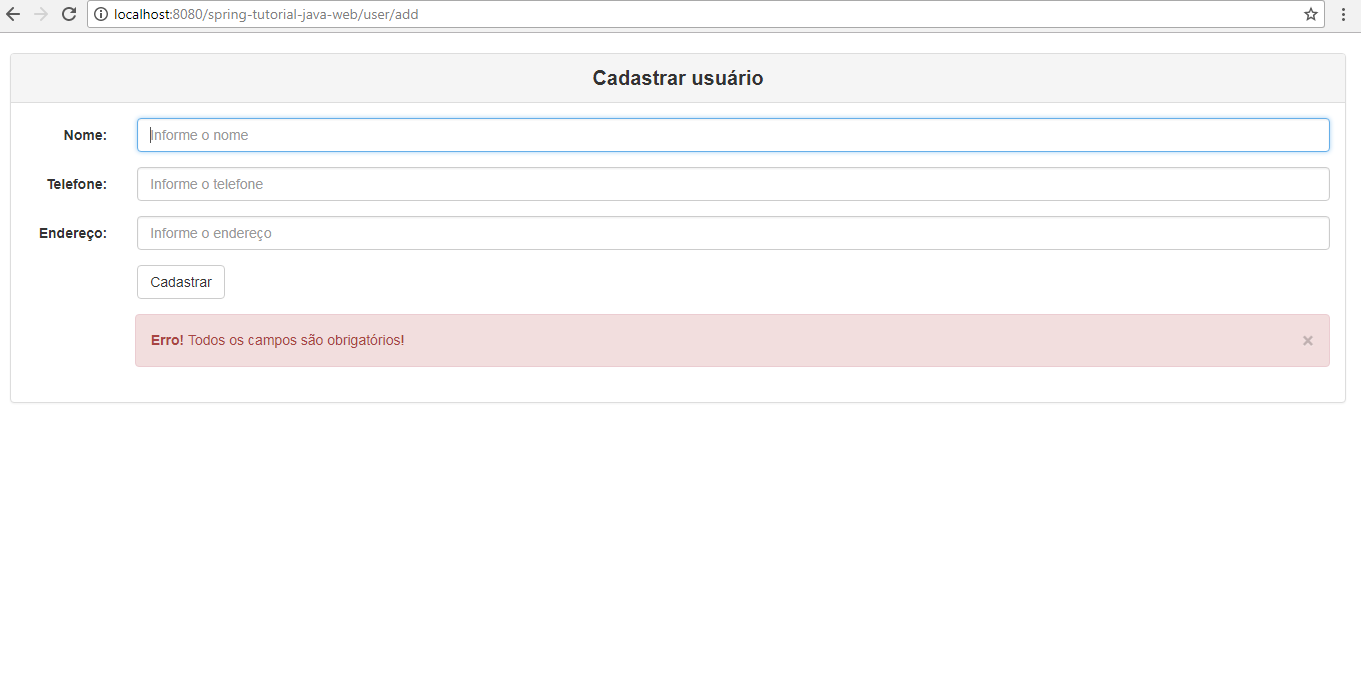 localhost:8080/spring-tutorial-java-web/user/add
Cadastrar usuário
Nome:
Informe o nome
Telefone:
Informe o telefone
Endereço:
Informe o endereço
Cadastrar
Erro! Todos os campos são obrigatórios! ×